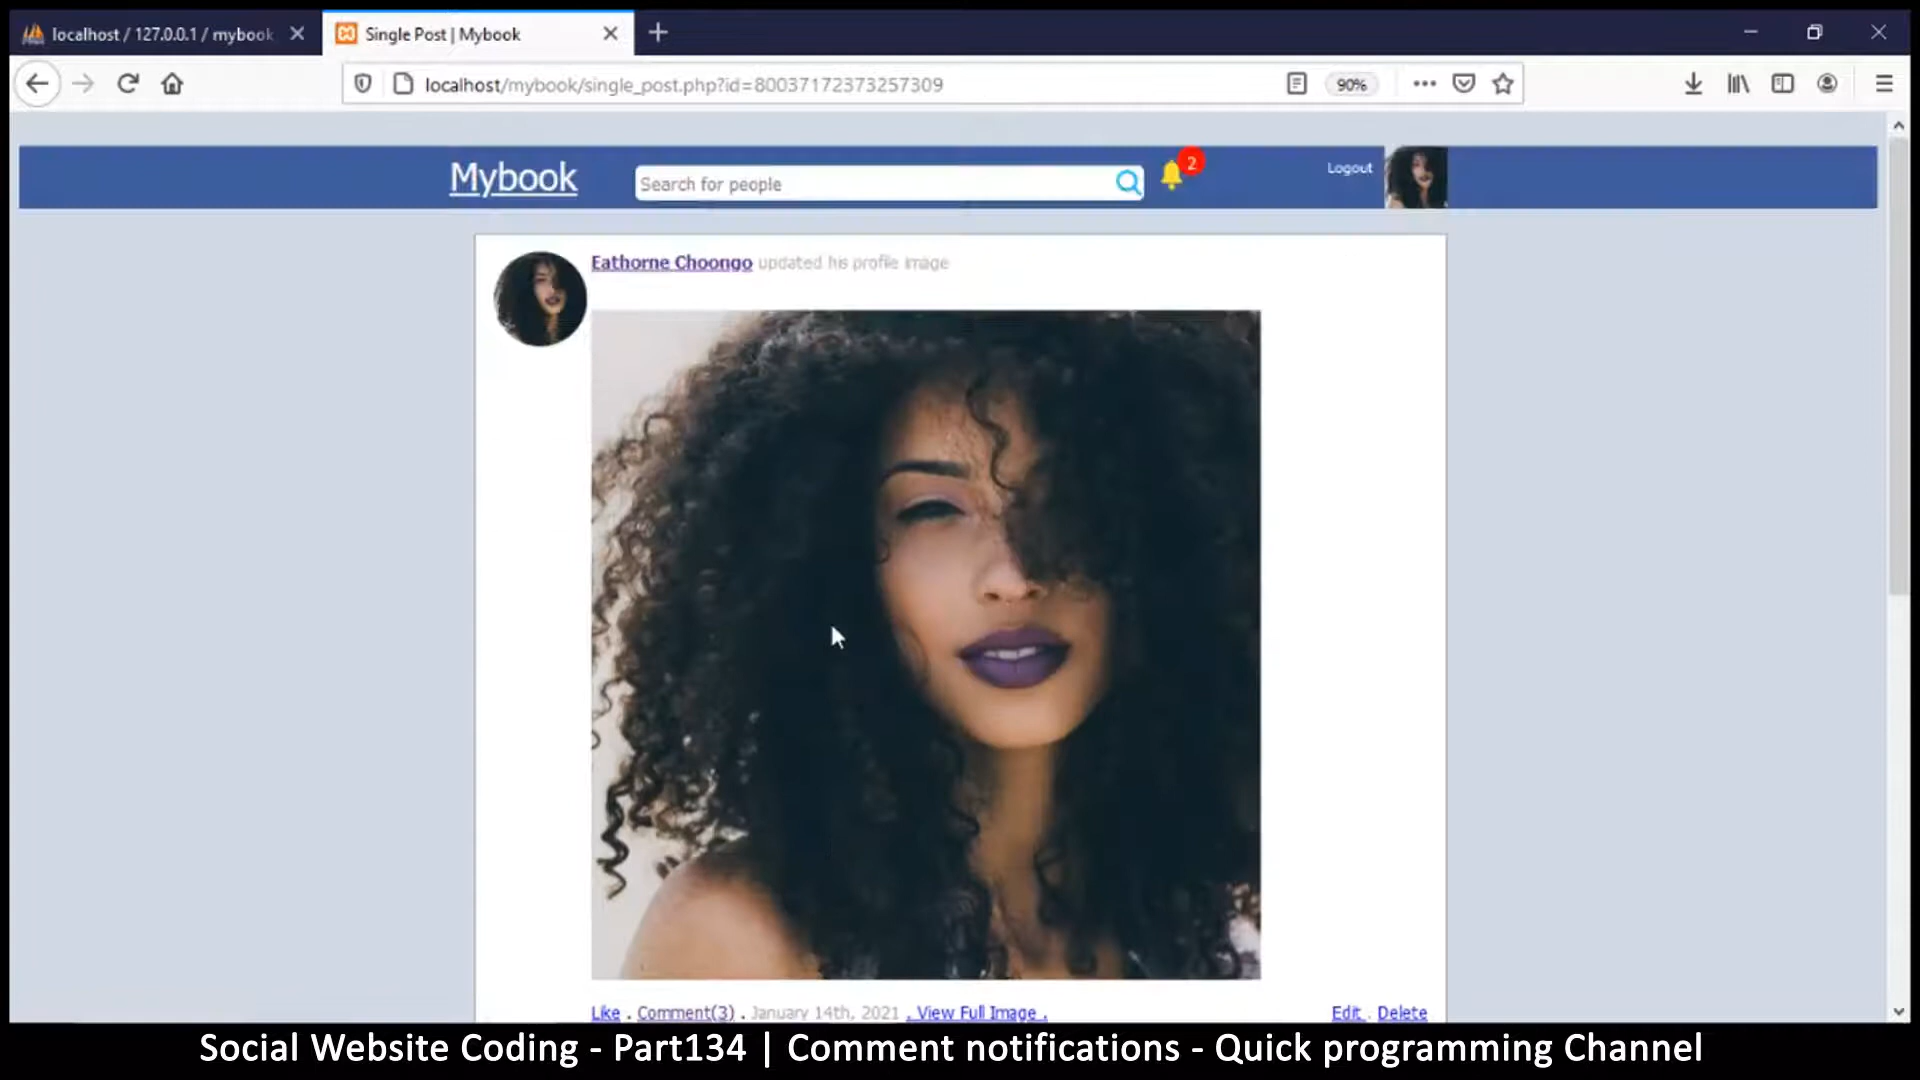 localhost / 127.0.0.1 / mybook
Single Post | Mybook
localhost/mybook/single_post.php?id=80037172373257309
90%
Mybook
Search for people
2
Logout
Eathorne Choongo updated his profile image
Like . Comment(3) . January 14th, 2021 . View Full Image .
Edit . Delete
Social Website Coding - Part134 | Comment notifications - Quick programming Channel